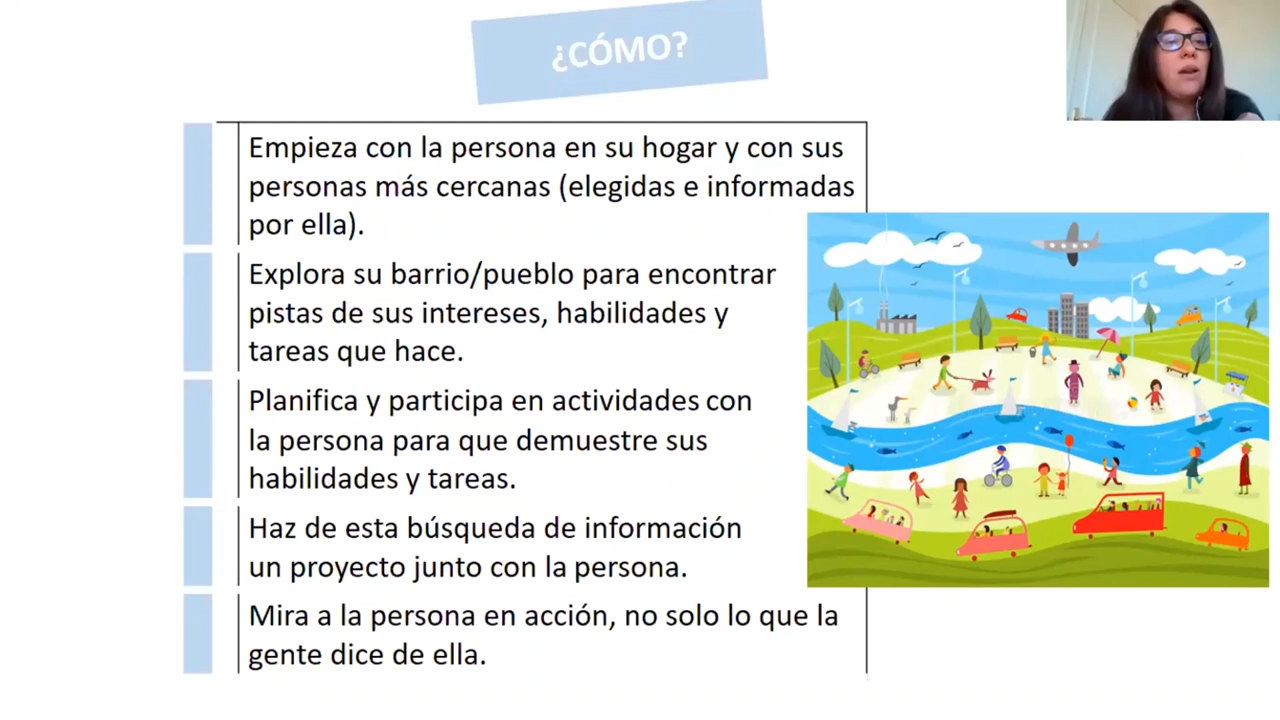 ¿CÓMO?
Empieza con la persona en su hogar y con sus
personas más cercanas (elegidas e informadas
por ella).
Explora su barrio/pueblo para encontrar
pistas de sus intereses, habilidades y
tareas que hace.
Planifica y participa en actividades con
la persona para que demuestre sus
habilidades y tareas.
Haz de esta búsqueda de información
un proyecto junto con la persona.
Mira a la persona en acción, no solo lo que la
gente dice de ella.